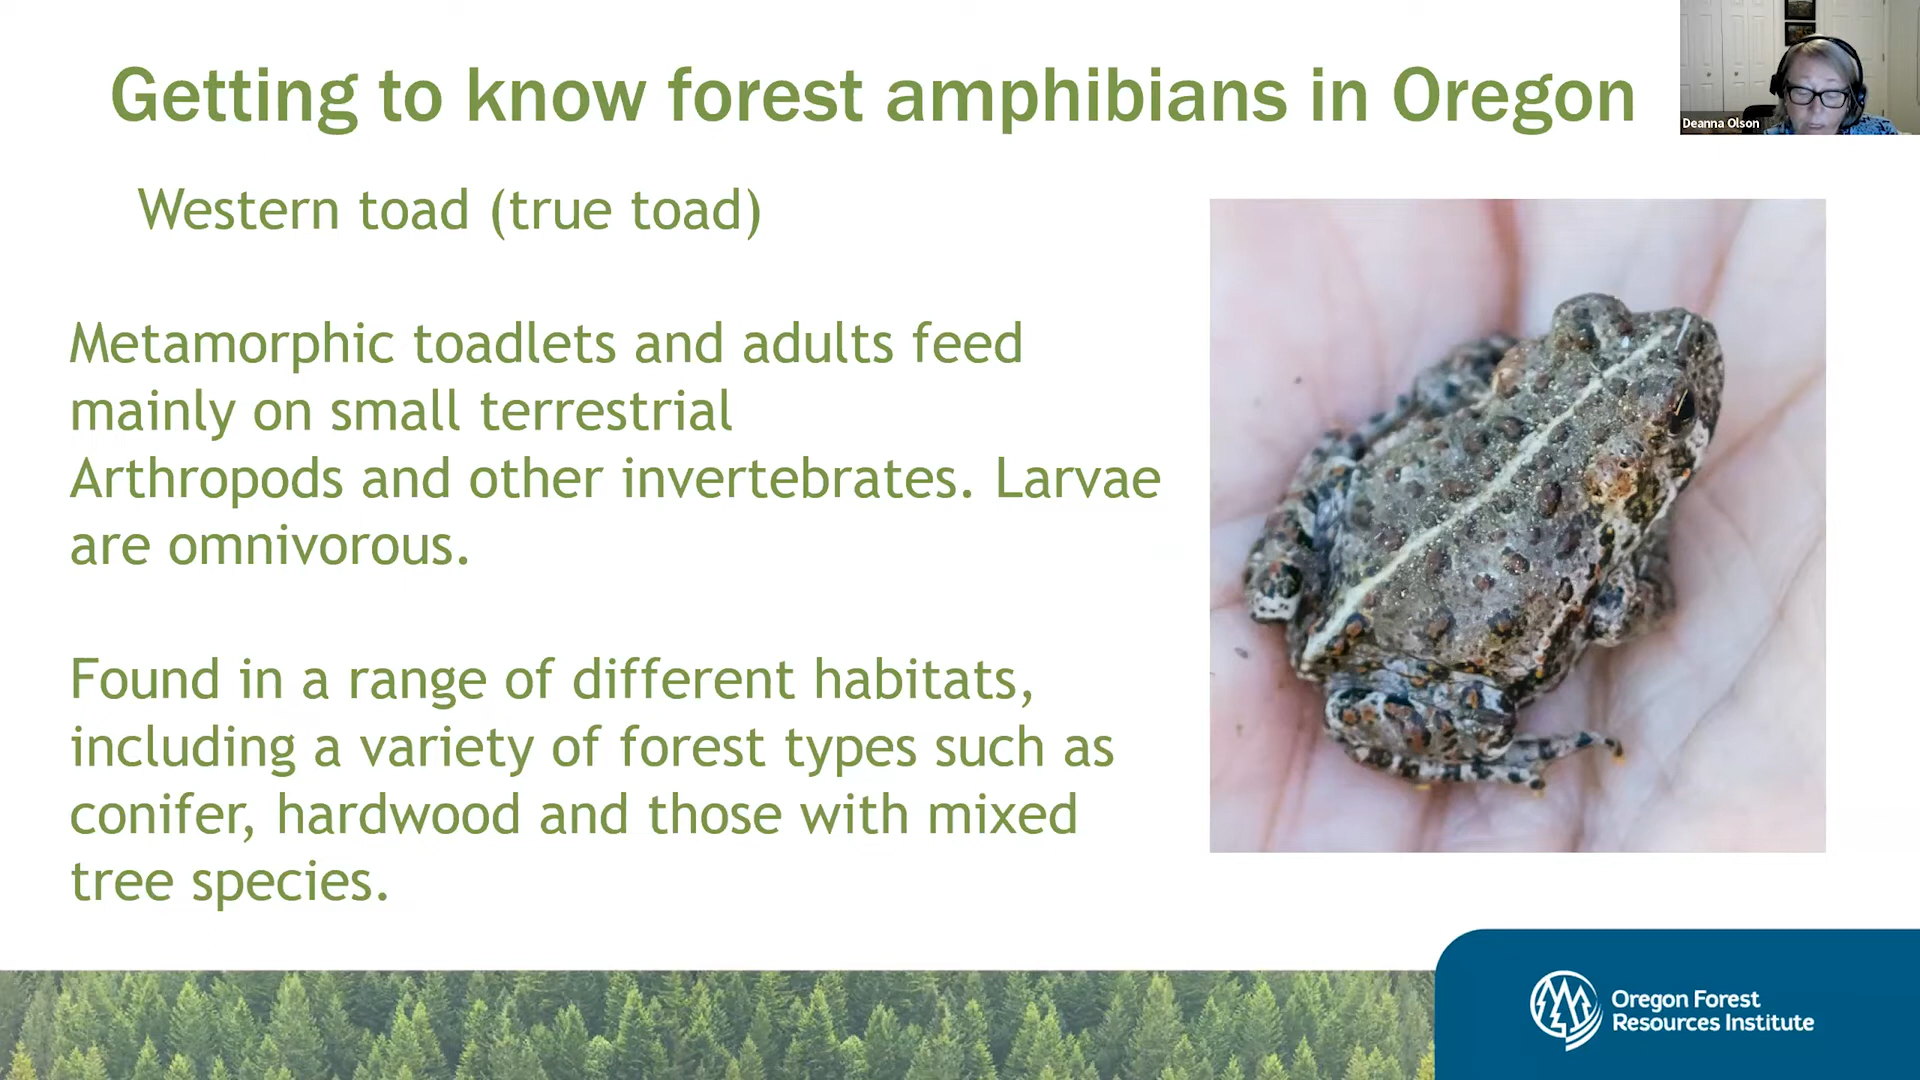 Getting to know forest amphibians in Oregon
Deanna Olson
Western toad (true toad)
Metamorphic toadlets and adults feed
mainly on small terrestrial
Arthropods and other invertebrates. Larvae
are omnivorous.
Found in a range of different habitats,
including a variety of forest types such as
conifer, hardwood and those with mixed
tree species.
Oregon Forest
Resources Institute